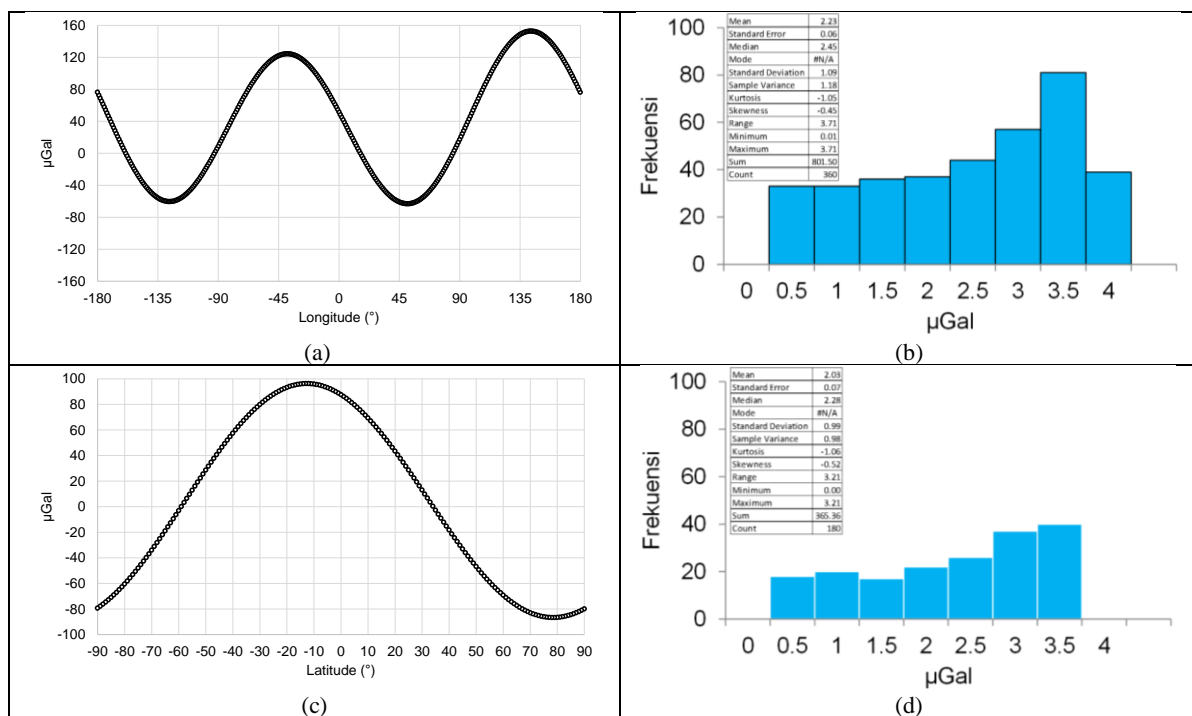 160
120
80
40
0
-40
-80
-120
-160
µGal
-180 -135 -90 -45 0 45 90 135 180
Longitude (°)
(a)
Mean 2.23
Standard Error 0.06
Median 2.45
Mode #N/A
Standard Deviation 1.09
Sample Variance 1.18
Kurtosis -1.05
Skewness -0.45
Range 3.71
Minimum 0.01
Maximum 3.71
Sum 801.50
Count 360
100
80
60
40
20
0
Frekuensi
0 0.5 1 1.5 2 2.5 3 3.5 4
µGal
(b)
100
80
60
40
20
0
-20
-40
-60
-80
-100
µGal
-90 -80 -70 -60 -50 -40 -30 -20 -10 0 10 20 30 40 50 60 70 80 90
Latitude (°)
(c)
Mean 2.03
Standard Error 0.07
Median 2.28
Mode #N/A
Standard Deviation 0.99
Sample Variance 0.98
Kurtosis -1.06
Skewness -0.52
Range 3.21
Minimum 0.00
Maximum 3.21
Sum 365.36
Count 180
100
80
60
40
20
0
Frekuensi
0 0.5 1 1.5 2 2.5 3 3.5 4
µGal
(d)